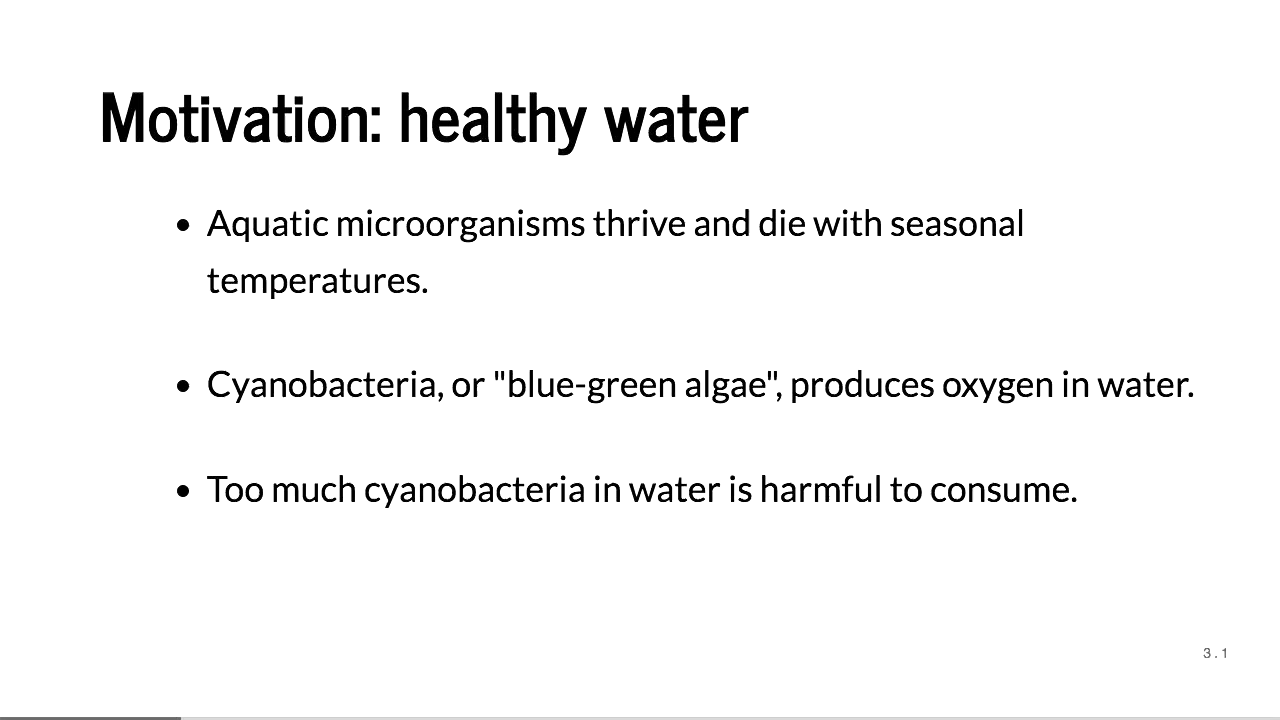 Motivation: healthy water
• Aquatic microorganisms thrive and die with seasonal
temperatures.
• Cyanobacteria, or "blue-green algae", produces oxygen in water.
• Too much cyanobacteria in water is harmful to consume.
3.1